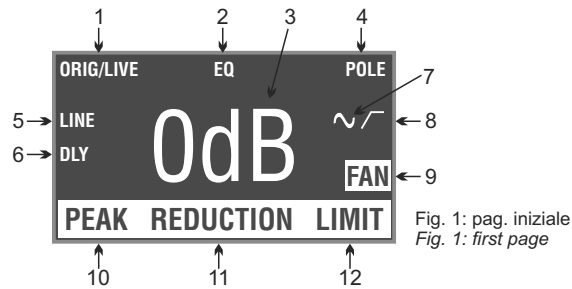 1 2 3 4
ORIG/LIVE EQ POLE
7
5 LINE 0dB 8
6 DLY
FAN 9
PEAK REDUCTION LIMIT
Fig. 1: pag. iniziale
Fig. 1: first page
10 11 12